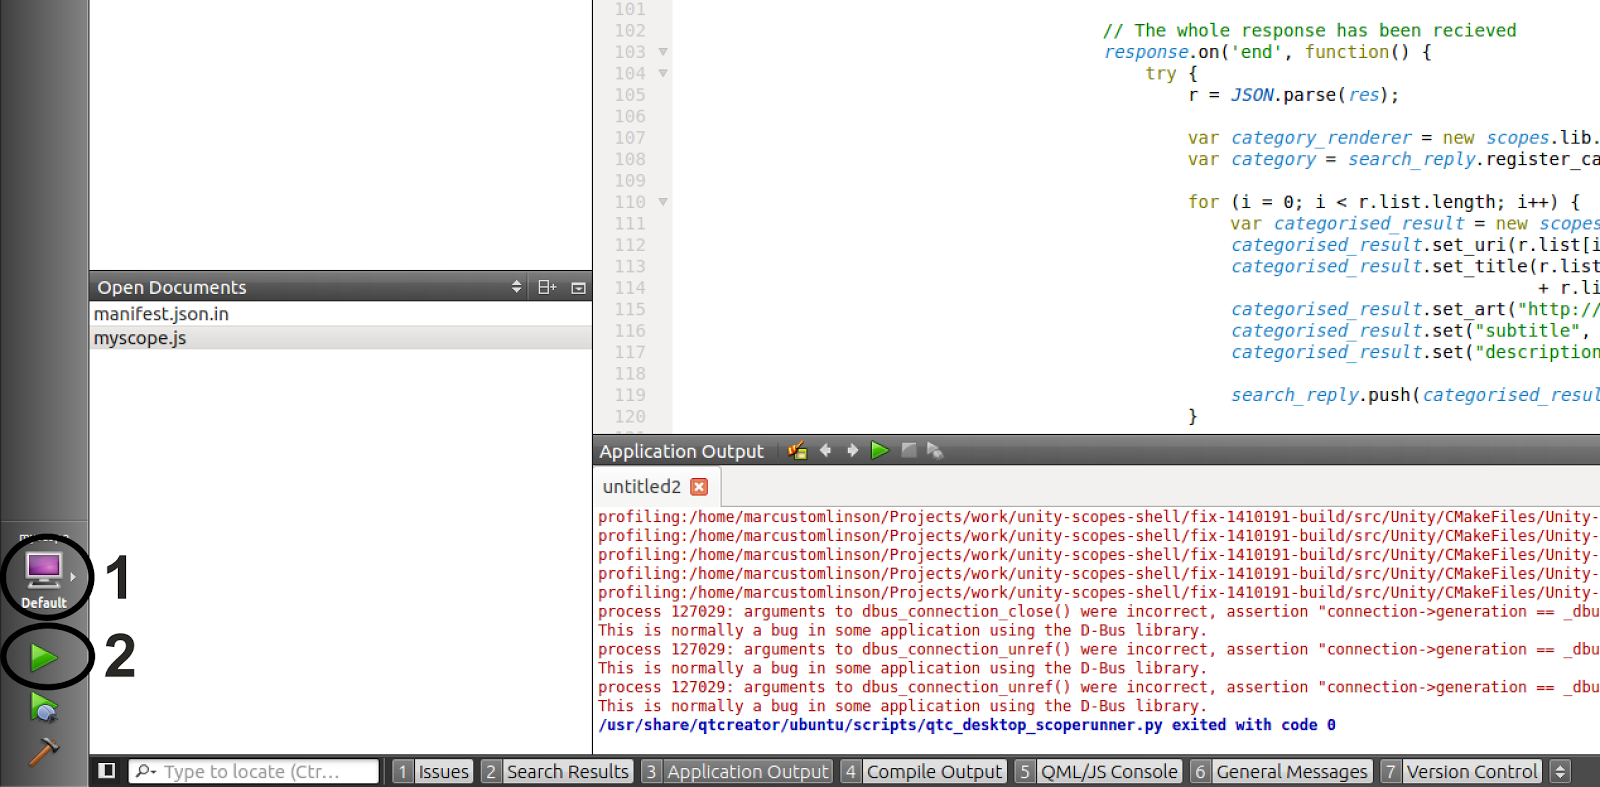 101
102 // The whole response has been recieved
103 response.on('end', function() {
104 try {
105 r = JSON.parse(res);
106
107 var category_renderer = new scopes.lib.
108 var category = search_reply.register_ca
109
110 for (i = 0; i < r.list.length; i++) {
111 var categorised_result = new scopes
112 categorised_result.set_uri(r.list[i
113 categorised_result.set_title(r.list
114 + r.li
115 categorised_result.set_art("http://
116 categorised_result.set("subtitle",
117 categorised_result.set("description
118
119 search_reply.push(categorised_resul
120 }
Open Documents
manifest.json.in
myscope.js
Application Output
untitled2
profiling:/home/marcustomlinson/Projects/work/unity-scopes-shell/fix-1410191-build/src/Unity/CMakeFiles/Unity-
profiling:/home/marcustomlinson/Projects/work/unity-scopes-shell/fix-1410191-build/src/Unity/CMakeFiles/Unity-
profiling:/home/marcustomlinson/Projects/work/unity-scopes-shell/fix-1410191-build/src/Unity/CMakeFiles/Unity-
profiling:/home/marcustomlinson/Projects/work/unity-scopes-shell/fix-1410191-build/src/Unity/CMakeFiles/Unity-
profiling:/home/marcustomlinson/Projects/work/unity-scopes-shell/fix-1410191-build/src/Unity/CMakeFiles/Unity-
process 127029: arguments to dbus_connection_close() were incorrect, assertion "connection->generation == _dbu
This is normally a bug in some application using the D-Bus library.
process 127029: arguments to dbus_connection_unref() were incorrect, assertion "connection->generation == _dbu
This is normally a bug in some application using the D-Bus library.
process 127029: arguments to dbus_connection_unref() were incorrect, assertion "connection->generation == _dbu
This is normally a bug in some application using the D-Bus library.
/usr/share/qtcreator/ubuntu/scripts/qtc_desktop_scoperunner.py exited with code 0
1
Default
2
Type to locate (Ctr...
1 Issues
2 Search Results
3 Application Output
4 Compile Output
5 QML/JS Console
6 General Messages
7 Version Control